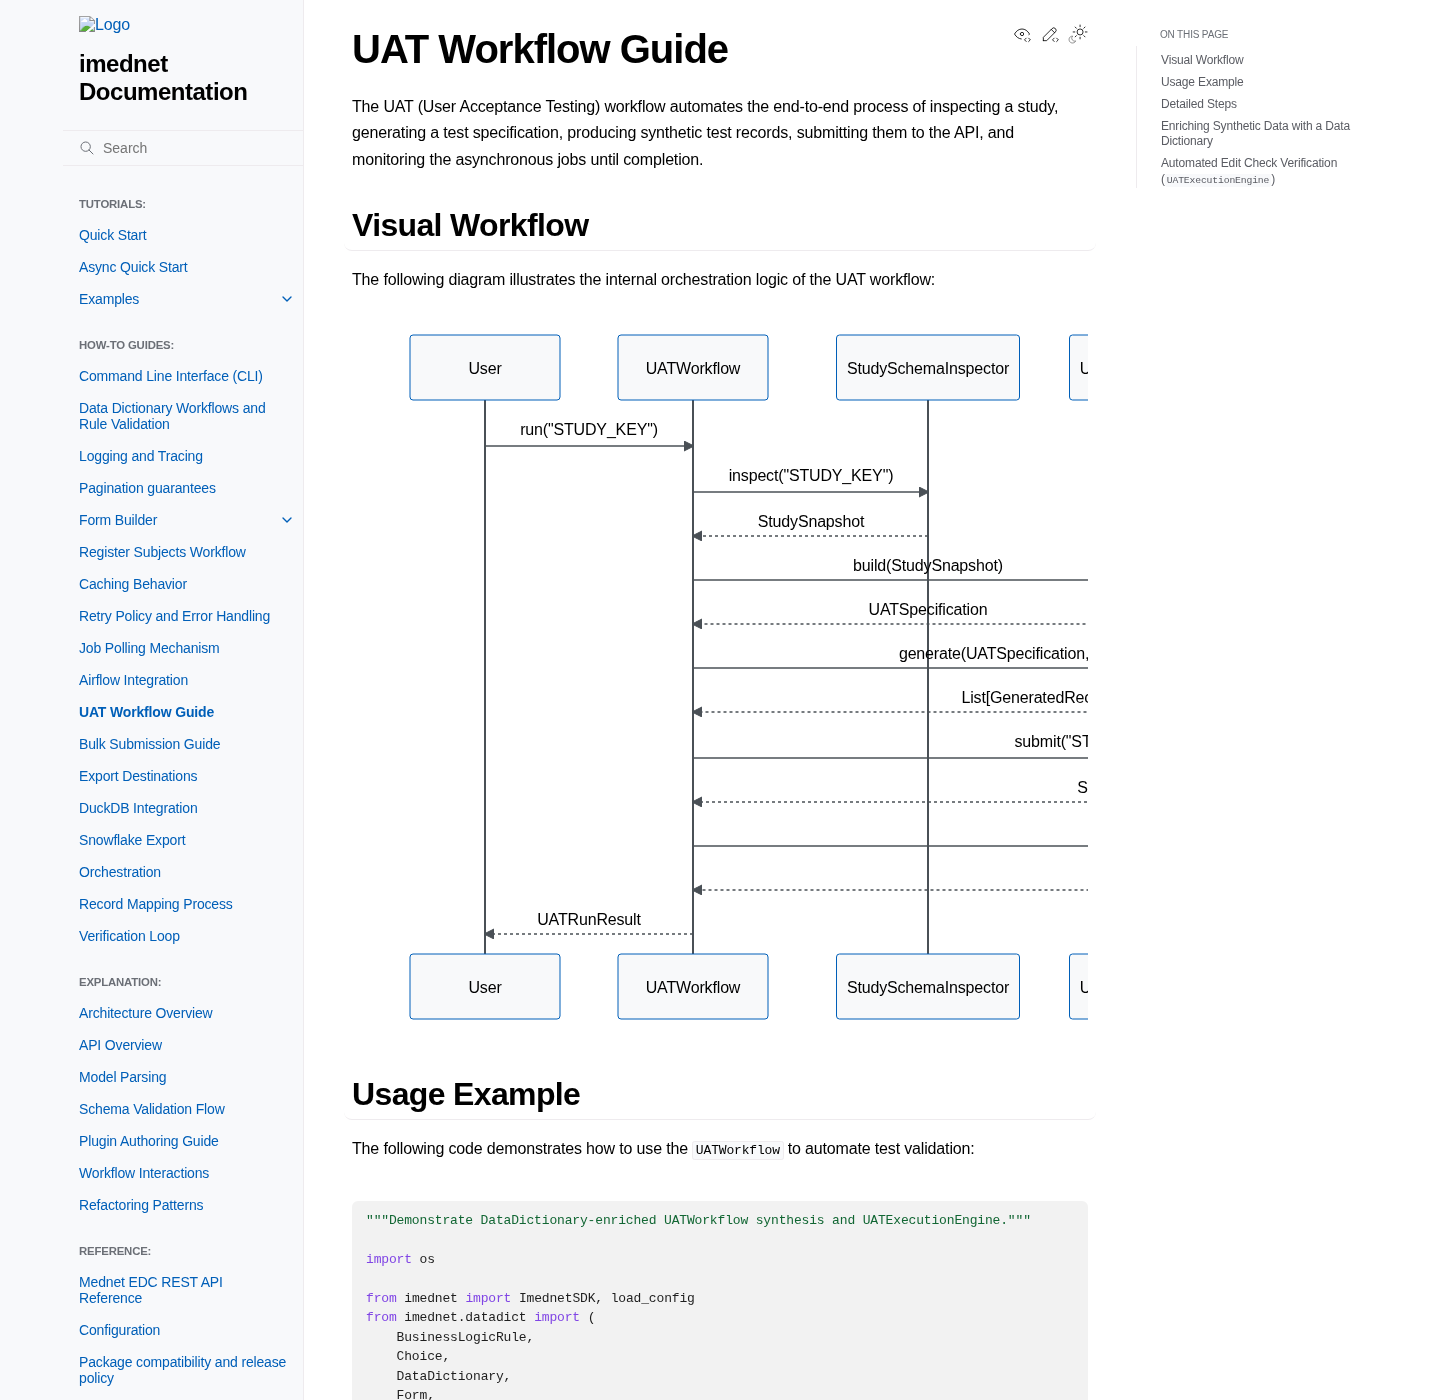 Logo
imednet
Documentation
Search
TUTORIALS:
Quick Start
Async Quick Start
Examples
HOW-TO GUIDES:
Command Line Interface (CLI)
Data Dictionary Workflows and
Rule Validation
Logging and Tracing
Pagination guarantees
Form Builder
Register Subjects Workflow
Caching Behavior
Retry Policy and Error Handling
Job Polling Mechanism
Airflow Integration
UAT Workflow Guide
Bulk Submission Guide
Export Destinations
DuckDB Integration
Snowflake Export
Orchestration
Record Mapping Process
Verification Loop
EXPLANATION:
Architecture Overview
API Overview
Model Parsing
Schema Validation Flow
Plugin Authoring Guide
Workflow Interactions
Refactoring Patterns
REFERENCE:
Mednet EDC REST API
Reference
Configuration
Package compatibility and release
policy
UAT Workflow Guide
The UAT (User Acceptance Testing) workflow automates the end-to-end process of inspecting a study,
generating a test specification, producing synthetic test records, submitting them to the API, and
monitoring the asynchronous jobs until completion.
Visual Workflow
The following diagram illustrates the internal orchestration logic of the UAT workflow:
User UATWorkflow StudySchemaInspector U
run("STUDY_KEY")
inspect("STUDY_KEY")
StudySnapshot
build(StudySnapshot)
UATSpecification
generate(UATSpecification,
List[GeneratedRec
submit("ST
S
UATRunResult
User UATWorkflow StudySchemaInspector U
Usage Example
The following code demonstrates how to use the UATWorkflow to automate test validation:
"""Demonstrate DataDictionary-enriched UATWorkflow synthesis and UATExecutionEngine."""
import os
from imednet import ImednetSDK, load_config
from imednet.datadict import (
BusinessLogicRule,
Choice,
DataDictionary,
Form,
ON THIS PAGE
Visual Workflow
Usage Example
Detailed Steps
Enriching Synthetic Data with a Data
Dictionary
Automated Edit Check Verification
(UATExecutionEngine)